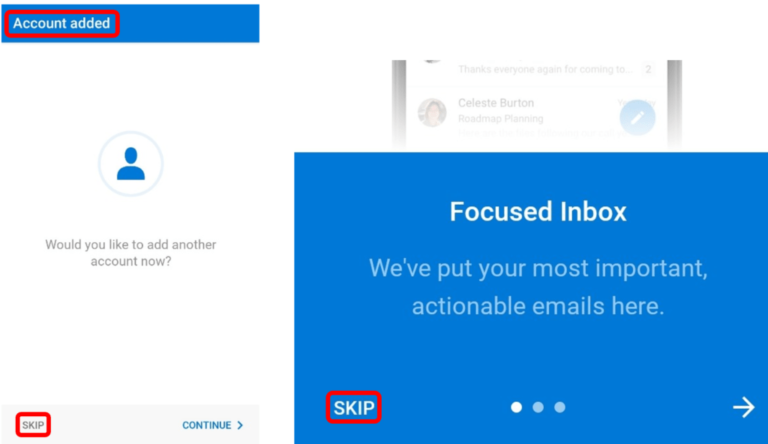 Account added
Would you like to add another
account now?
SKIP
CONTINUE
Thanks everyone again for coming to... 2
Celeste Burton
Roadmap Planning
Focused Inbox
We've put your most important,
actionable emails here.
SKIP